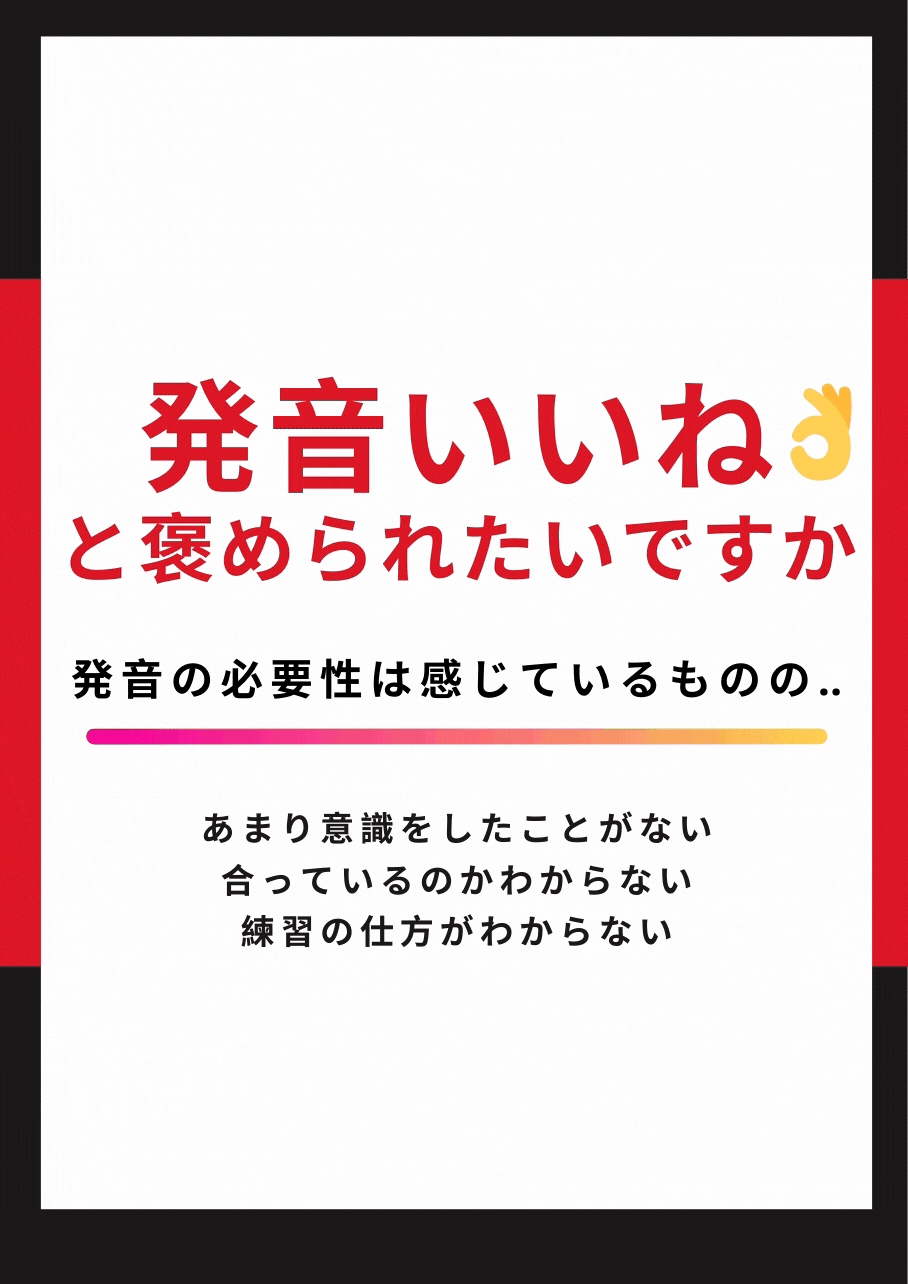 発音いいね👌
と褒められたいですか
発音の必要性は感じているものの..
あまり意識をしたことがない
合っているのかわからない
練習の仕方がわからない